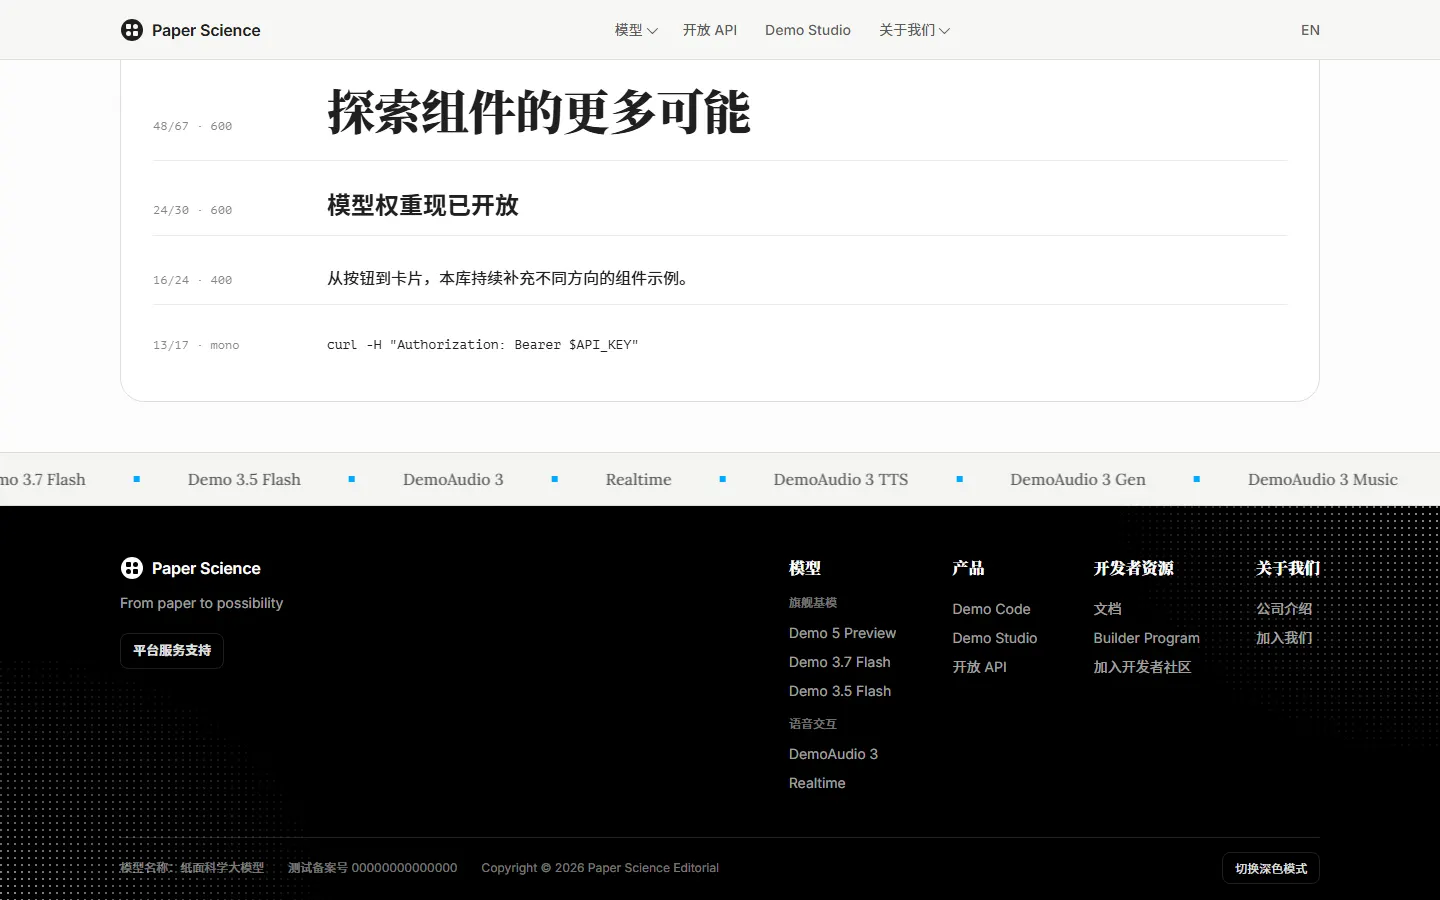 Paper Science
模型
开放 API
Demo Studio
关于我们
EN
48/67 · 600
探索组件的更多可能
24/30 · 600
模型权重现已开放
16/24 · 400
从按钮到卡片，本库持续补充不同方向的组件示例。
13/17 · mono
curl -H "Authorization: Bearer $API_KEY"
mo 3.7 Flash
Demo 3.5 Flash
DemoAudio 3
Realtime
DemoAudio 3 TTS
DemoAudio 3 Gen
DemoAudio 3 Music
Paper Science
From paper to possibility
平台服务支持
模型
旗舰基模
Demo 5 Preview
Demo 3.7 Flash
Demo 3.5 Flash
语音交互
DemoAudio 3
Realtime
产品
Demo Code
Demo Studio
开放 API
开发者资源
文档
Builder Program
加入开发者社区
关于我们
公司介绍
加入我们
模型名称：纸面科学大模型
测试备案号 00000000000000
Copyright © 2026 Paper Science Editorial
切换深色模式